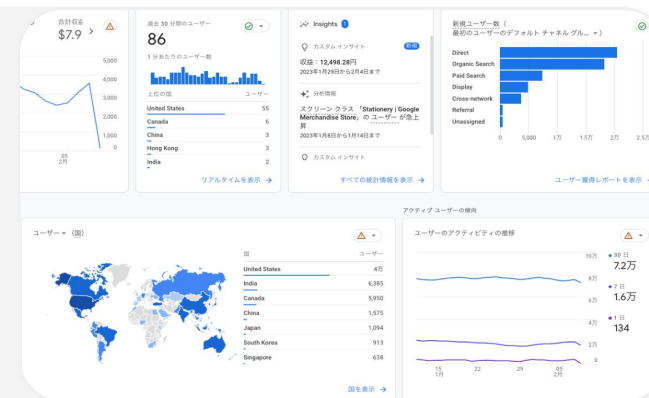 合計収益
$7.9
5,000
4,000
3,000
2,000
1,000
0
05
2月
過去 30 分間のユーザー
86
1 分あたりのユーザー数
上位の国 ユーザー
United States 55
Canada 6
China 3
Hong Kong 3
India 2
リアルタイムを表示 →
Insights 1
カスタム インサイト 新規
収益：12,498.28円
2023年1月29日から2月4日まで
分析情報
スクリーン クラス 「Stationery | Google
Merchandise Store」の ユーザー が急上
昇
2023年1月8日から1月14日まで
カスタム インサイト
すべての統計情報を表示 →
新規ユーザー数（
最初のユーザーのデフォルト チャネル グル...
Direct
Organic Search
Paid Search
Display
Cross-network
Referral
Unassigned
0 5,000 1万 1.5万 2万 2.5万
ユーザー獲得レポートを表示
ユーザー (国)
国 ユーザー
United States 4万
India 6,385
Canada 5,950
China 1,575
Japan 1,094
South Korea 913
Singapore 638
国を表示 →
アクティブ ユーザーの傾向
ユーザーのアクティビティの推移
10万
8万
6万
4万
2万
0
15
1月
22
29
05
2月
30 日
7.2万
7 日
1.6万
1 日
134